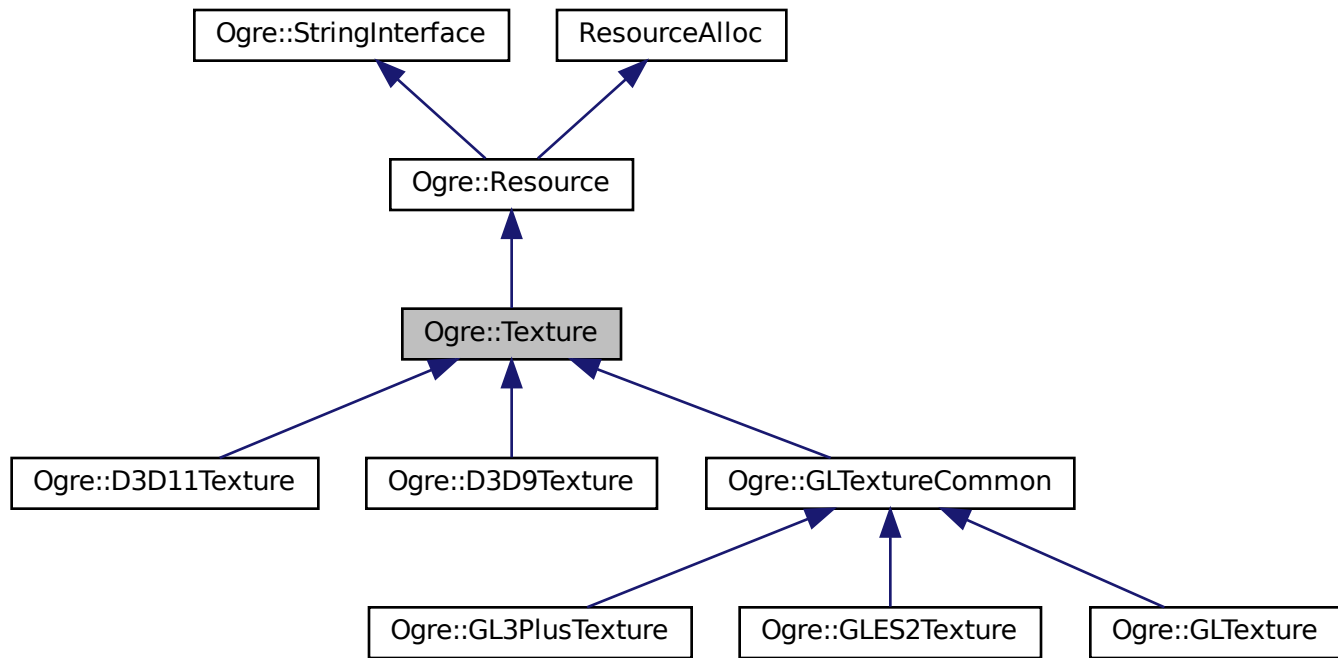 Ogre::StringInterface
ResourceAlloc
Ogre::Resource
Ogre::Texture
Ogre::D3D11Texture
Ogre::D3D9Texture
Ogre::GLTextureCommon
Ogre::GL3PlusTexture
Ogre::GLES2Texture
Ogre::GLTexture